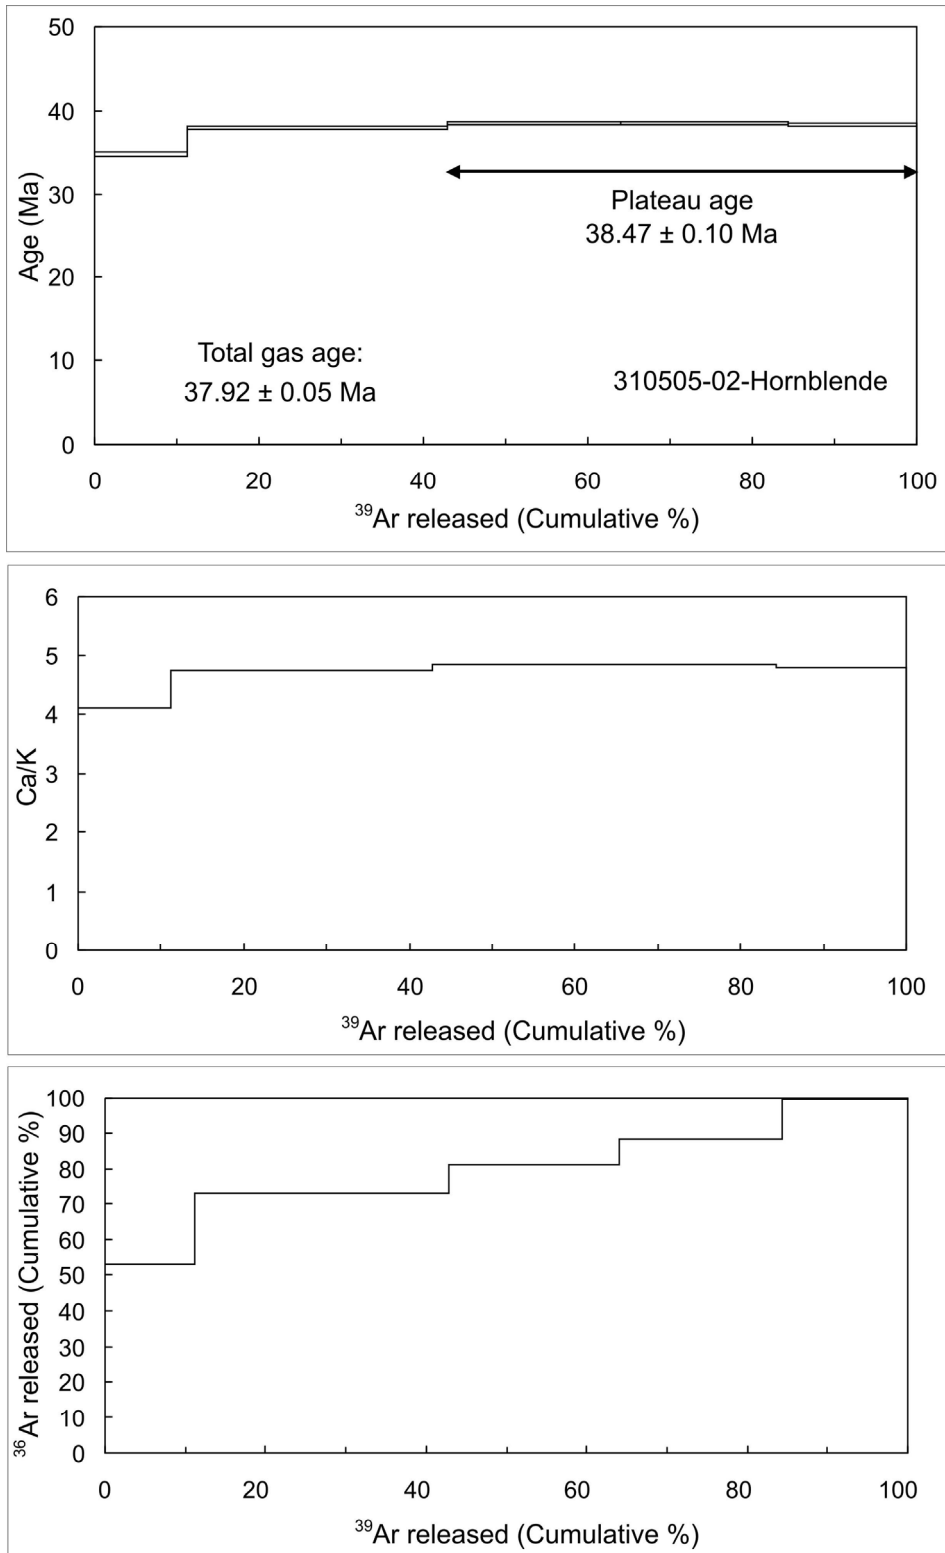 50
40
30
20
10
0
Age (Ma)
Plateau age
38.47 ± 0.10 Ma
Total gas age:
37.92 ± 0.05 Ma
310505-02-Hornblende
0 20 40 60 80 100
³⁹Ar released (Cumulative %)
6
5
4
3
2
1
0
Ca/K
0 20 40 60 80 100
³⁹Ar released (Cumulative %)
100
90
80
70
60
50
40
30
20
10
0
³⁶Ar released (Cumulative %)
0 20 40 60 80 100
³⁹Ar released (Cumulative %)